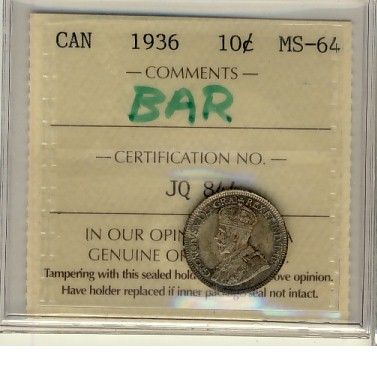 CAN 1936 10¢ MS-64
— COMMENTS —
BAR
— CERTIFICATION NO. —
JQ
IN OUR
GENUINE
Tampering with this sealed opinion.
Have holder replaced if inner seal not intact.